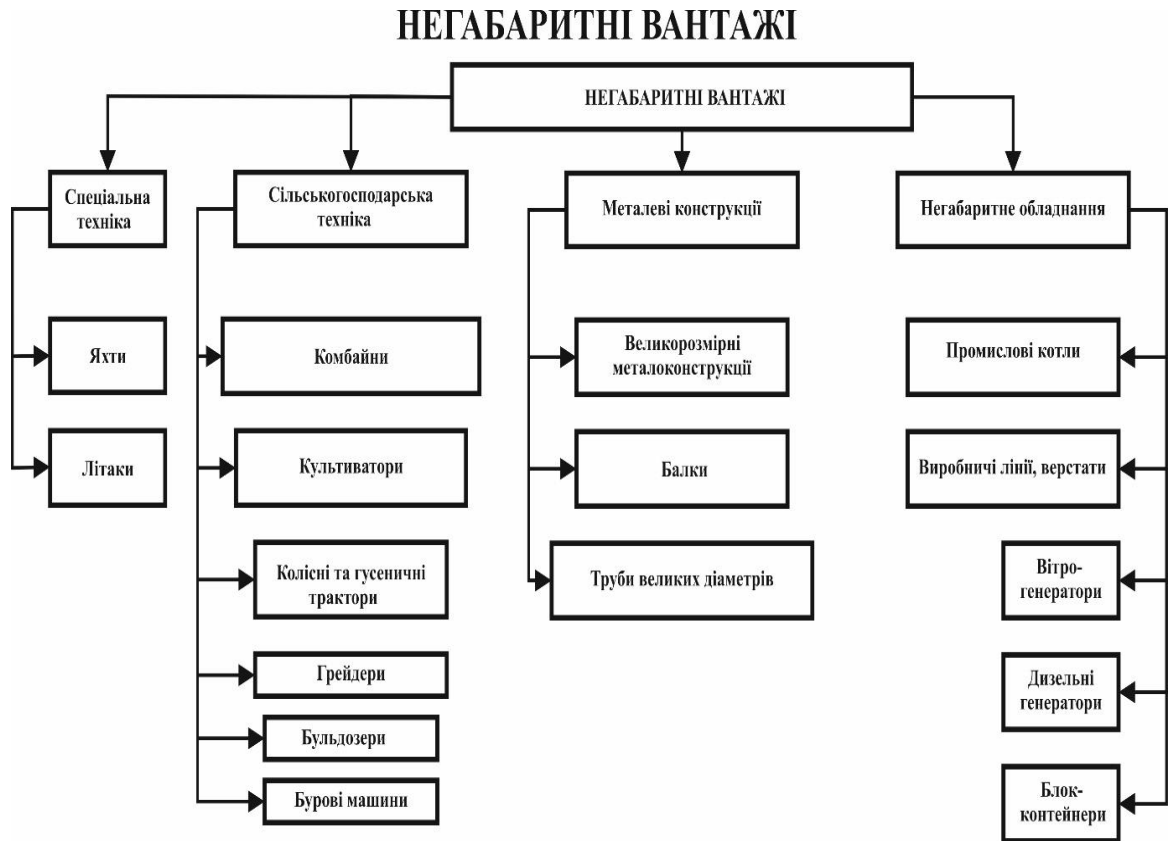 НЕГАБАРИТНІ ВАНТАЖІ
НЕГАБАРИТНІ ВАНТАЖІ
Спеціальна
техніка
Сільськогосподарська
техніка
Металеві конструкції
Негабаритне обладнання
Яхти
Літаки
Комбайни
Культиватори
Колісні та гусеничні
трактори
Грейдери
Бульдозери
Бурові машини
Великорозмірні
металоконструкції
Балки
Труби великих діаметрів
Промислові котли
Виробничі лінії, верстати
Вітро-
генератори
Дизельні
генератори
Блок-
контейнери